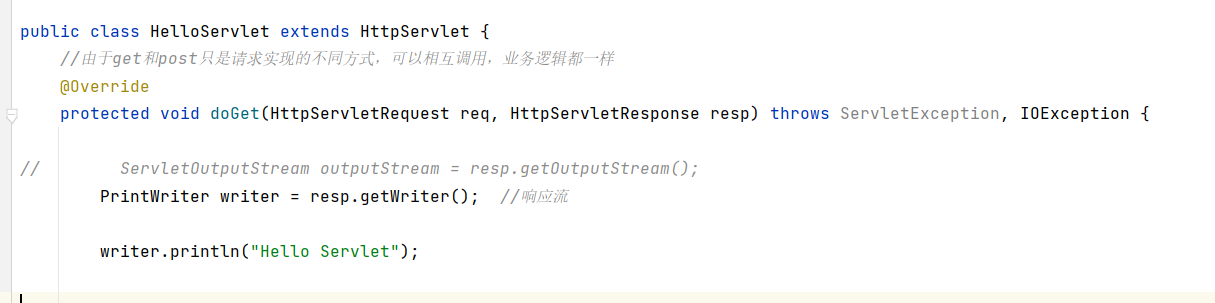 public class HelloServlet extends HttpServlet {
//由于get和post只是请求实现的不同方式，可以相互调用，业务逻辑都一样
@Override
protected void doGet(HttpServletRequest req, HttpServletResponse resp) throws ServletException, IOException {
//        ServletOutputStream outputStream = resp.getOutputStream();
PrintWriter writer = resp.getWriter();  //响应流
writer.println("Hello Servlet");